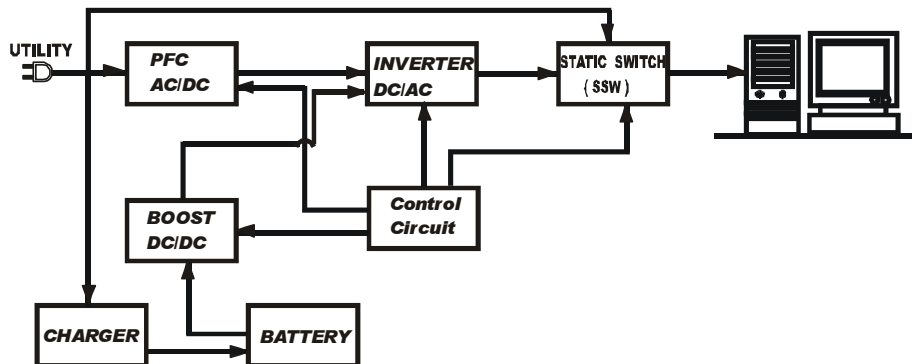 UTILITY
PFC
AC/DC
INVERTER
DC/AC
STATIC SWITCH
(SSW)
BOOST
DC/DC
Control
Circuit
CHARGER
BATTERY